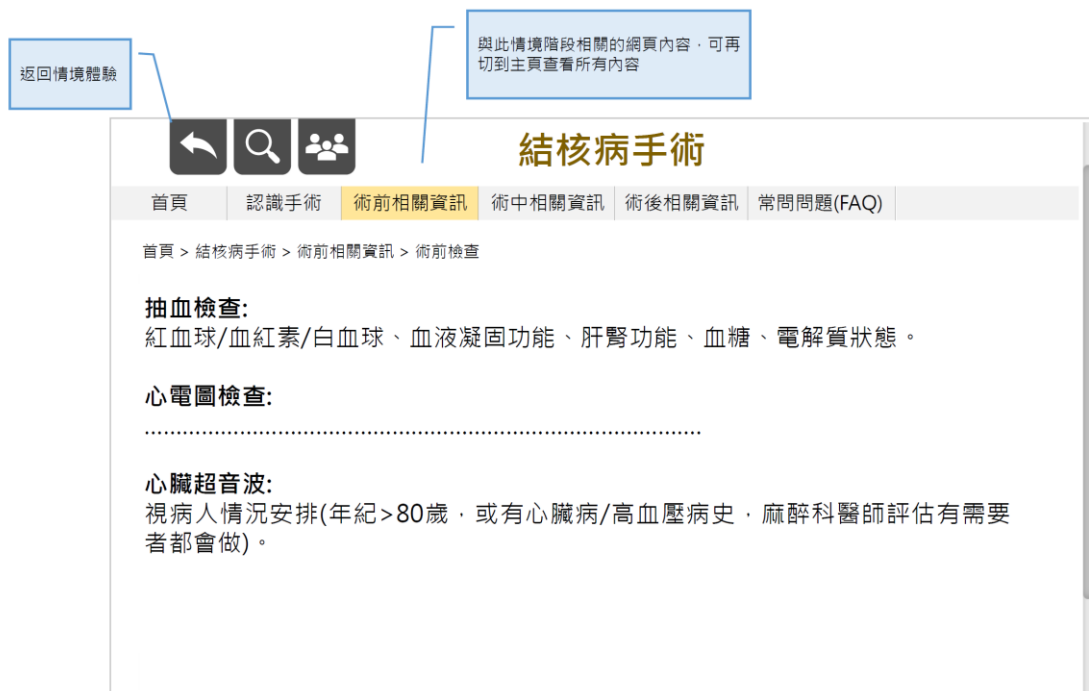 返回情境體驗
與此情境階段相關的網頁內容，可再
切到主頁查看所有內容
結核病手術
首頁 認識手術 術前相關資訊 術中相關資訊 術後相關資訊 常問問題(FAQ)
首頁 > 結核病手術 > 術前相關資訊 > 術前檢查
抽血檢查:
紅血球/血紅素/白血球、血液凝固功能、肝腎功能、血糖、電解質狀態。
心電圖檢查:
........................................................................................
心臟超音波:
視病人情況安排(年紀>80歲，或有心臟病/高血壓病史，麻醉科醫師評估有需要
者都會做)。